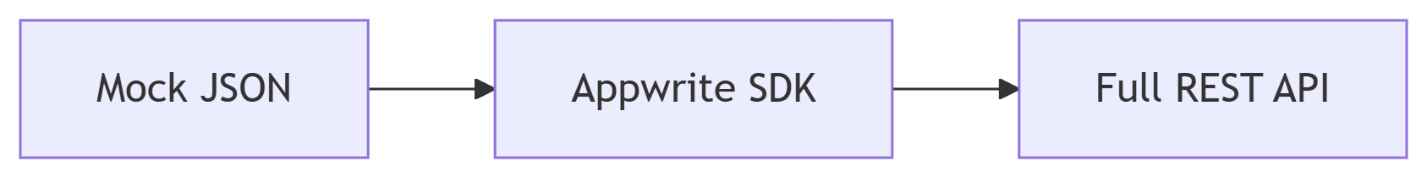 Mock JSON
Appwrite SDK
Full REST API